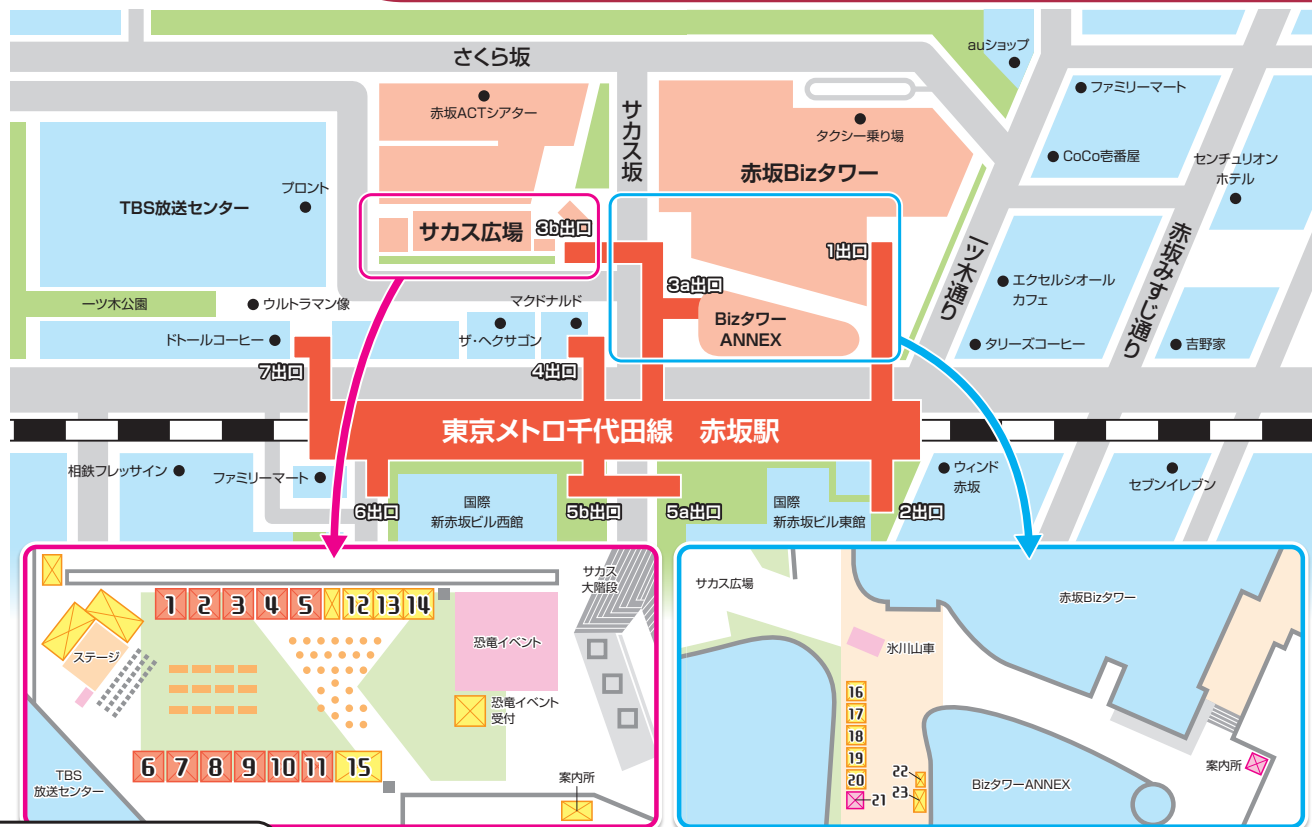 さくら坂
auショップ
赤坂ACTシアター
サカス坂
タクシー乗り場
ファミリーマート
CoCo壱番屋
センチュリオン
ホテル
赤坂Bizタワー
プロント
TBS放送センター
サカス広場
3b出口
1出口
一ツ木通り
赤坂みすじ通り
3a出口
エクセルシオール
カフェ
一ツ木公園
ウルトラマン像
マクドナルド
Bizタワー
ANNEX
ドトールコーヒー
ザ・ヘクサゴン
タリーズコーヒー
吉野家
7出口
4出口
東京メトロ千代田線 赤坂駅
相鉄フレッサイン
ファミリーマート
ウィンド
赤坂
セブンイレブン
6出口
国際
新赤坂ビル西館
5b出口
5a出口
国際
新赤坂ビル東館
2出口
サカス
大階段
1 2 3 4 5 12 13 14
ステージ
恐竜イベント
恐竜イベント
受付
6 7 8 9 10 11 15
TBS
放送センター
案内所
サカス広場
赤坂Bizタワー
氷川山車
16
17
18
19
20
21
22
23
BizタワーANNEX
案内所